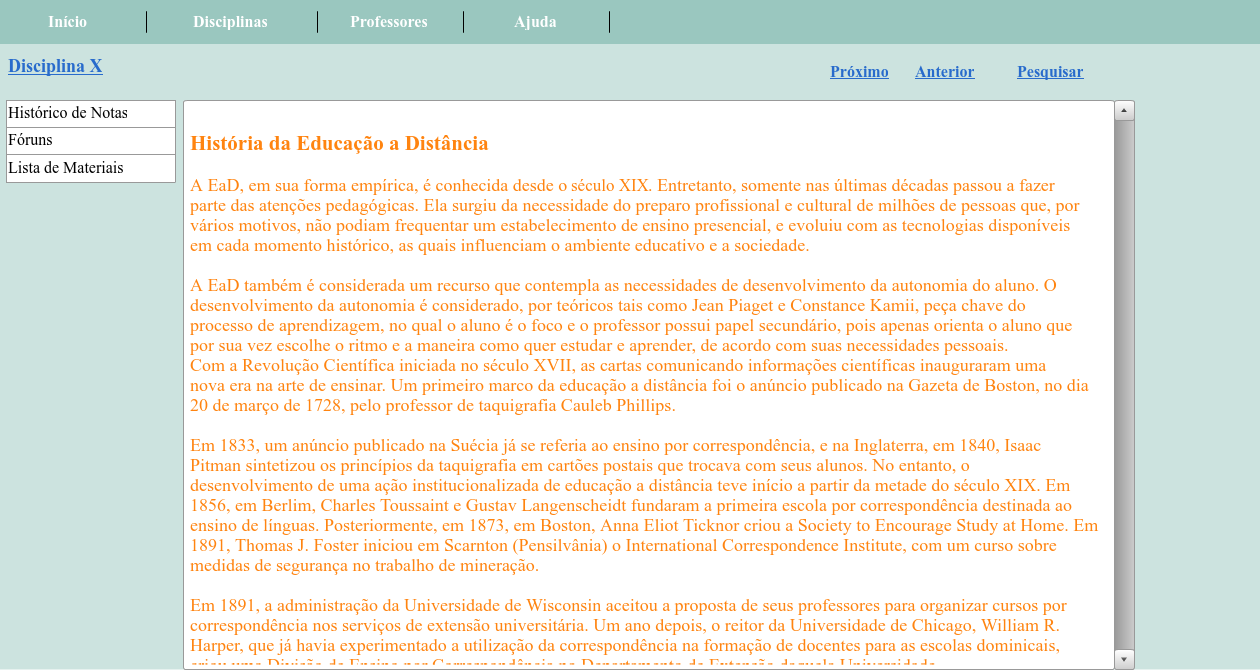 Início Disciplinas Professores Ajuda
Disciplina X
Próximo Anterior Pesquisar
Histórico de Notas
Fóruns
Lista de Materiais
História da Educação a Distância
A EaD, em sua forma empírica, é conhecida desde o século XIX. Entretanto, somente nas últimas décadas passou a fazer
parte das atenções pedagógicas. Ela surgiu da necessidade do preparo profissional e cultural de milhões de pessoas que, por
vários motivos, não podiam frequentar um estabelecimento de ensino presencial, e evoluiu com as tecnologias disponíveis
em cada momento histórico, as quais influenciam o ambiente educativo e a sociedade.
A EaD também é considerada um recurso que contempla as necessidades de desenvolvimento da autonomia do aluno. O
desenvolvimento da autonomia é considerado, por teóricos tais como Jean Piaget e Constance Kamii, peça chave do
processo de aprendizagem, no qual o aluno é o foco e o professor possui papel secundário, pois apenas orienta o aluno que
por sua vez escolhe o ritmo e a maneira como quer estudar e aprender, de acordo com suas necessidades pessoais.
Com a Revolução Científica iniciada no século XVII, as cartas comunicando informações científicas inauguraram uma
nova era na arte de ensinar. Um primeiro marco da educação a distância foi o anúncio publicado na Gazeta de Boston, no dia
20 de março de 1728, pelo professor de taquigrafia Cauleb Phillips.
Em 1833, um anúncio publicado na Suécia já se referia ao ensino por correspondência, e na Inglaterra, em 1840, Isaac
Pitman sintetizou os princípios da taquigrafia em cartões postais que trocava com seus alunos. No entanto, o
desenvolvimento de uma ação institucionalizada de educação a distância teve início a partir da metade do século XIX. Em
1856, em Berlim, Charles Toussaint e Gustav Langenscheidt fundaram a primeira escola por correspondência destinada ao
ensino de línguas. Posteriormente, em 1873, em Boston, Anna Eliot Ticknor criou a Society to Encourage Study at Home. Em
1891, Thomas J. Foster iniciou em Scarnton (Pensilvânia) o International Correspondence Institute, com um curso sobre
medidas de segurança no trabalho de mineração.
Em 1891, a administração da Universidade de Wisconsin aceitou a proposta de seus professores para organizar cursos por
correspondência nos serviços de extensão universitária. Um ano depois, o reitor da Universidade de Chicago, William R.
Harper, que já havia experimentado a utilização da correspondência na formação de docentes para as escolas dominicais,
criou uma Divisão de Ensino por Correspondência no Departamento de Extensão daquela Universidade.